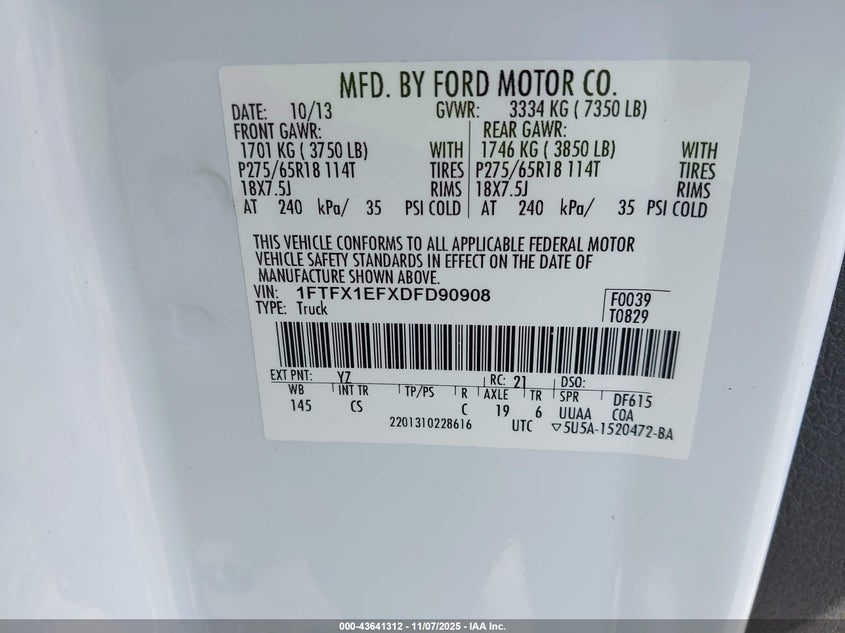 MFD. BY FORD MOTOR CO.
DATE: 10/13 GVWR: 3334 KG ( 7350 LB)
FRONT GAWR: REAR GAWR:
1701 KG ( 3750 LB) WITH 1746 KG ( 3850 LB) WITH
P275/65R18 114T TIRES P275/65R18 114T TIRES
18X7.5J RIMS 18X7.5J RIMS
AT 240 kPa/ 35 PSI COLD AT 240 kPa/ 35 PSI COLD
THIS VEHICLE CONFORMS TO ALL APPLICABLE FEDERAL MOTOR
VEHICLE SAFETY STANDARDS IN EFFECT ON THE DATE OF
MANUFACTURE SHOWN ABOVE.
VIN: 1FTFX1EFXDFD90908 F0039
TYPE: Truck T0829
EXT PNT: YZ RC: 21 DSO:
WB INT TR TP/PS R AXLE TR SPR DF615
145 CS C 19 6 UUAA COA
2201310228616 UTC ▽5U5A-1520472-BA
000-43641312 - 11/07/2025 - IAA Inc.